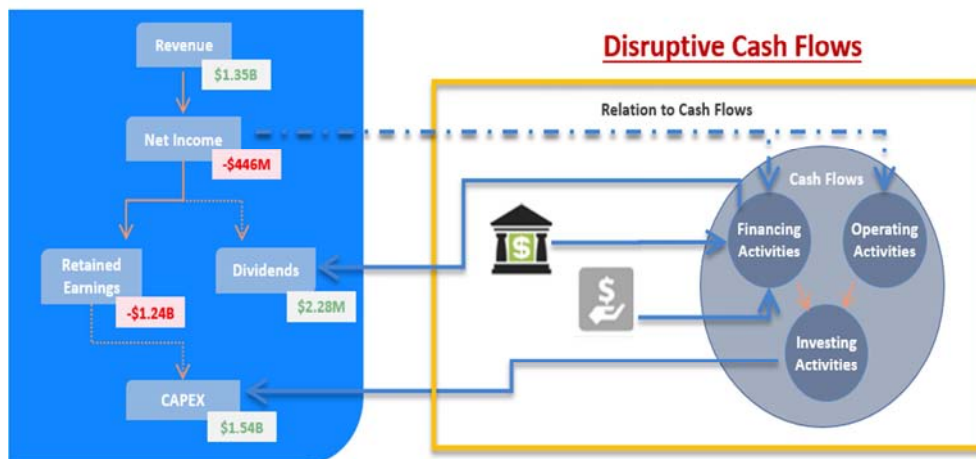 Disruptive Cash Flows
Revenue
$1.35B
Net Income
-$446M
Retained
Earnings
-$1.24B
Dividends
$2.28M
CAPEX
$1.54B
Relation to Cash Flows
Cash Flows
Financing
Activities
Operating
Activities
Investing
Activities
$
$